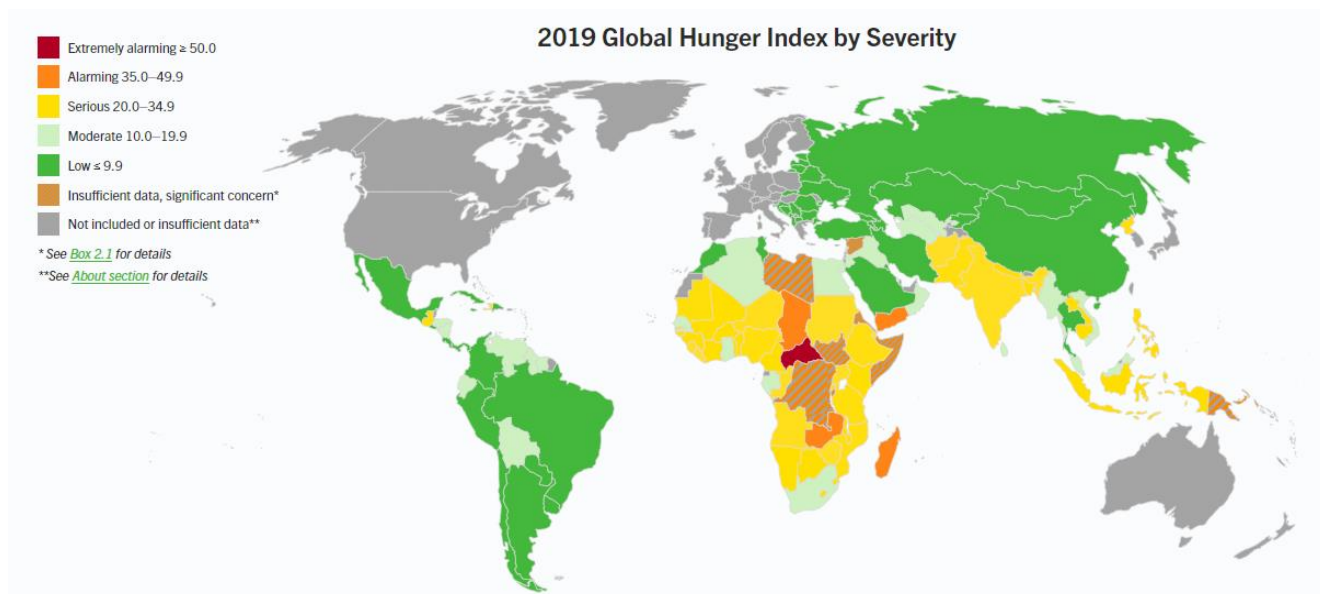 2019 Global Hunger Index by Severity
Extremely alarming ≥ 50.0
Alarming 35.0–49.9
Serious 20.0–34.9
Moderate 10.0–19.9
Low ≤ 9.9
Insufficient data, significant concern*
Not included or insufficient data**
* See Box 2.1 for details
**See About section for details